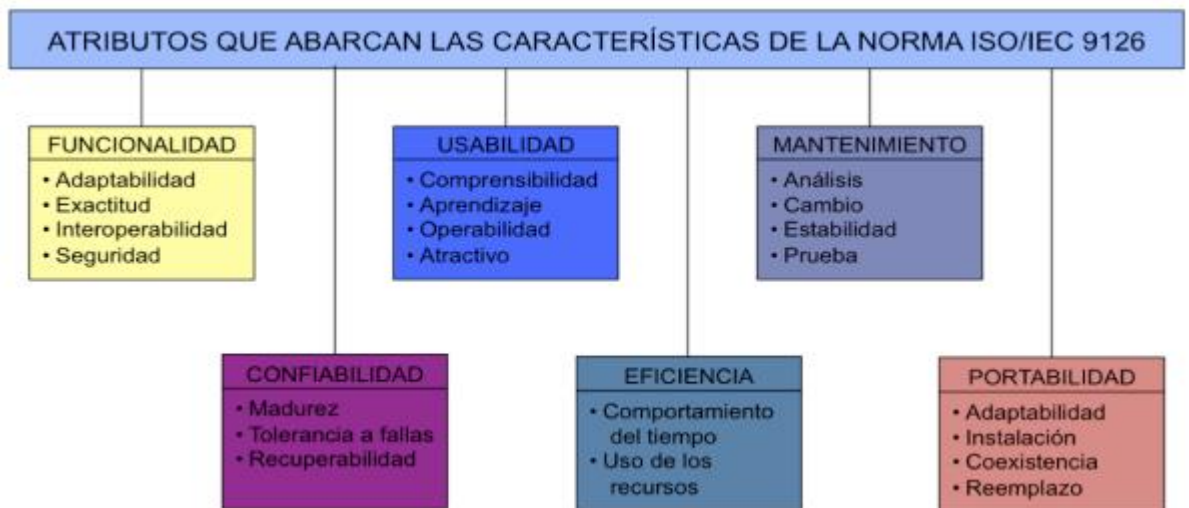 ATRIBUTOS QUE ABARCAN LAS CARACTERÍSTICAS DE LA NORMA ISO/IEC 9126
FUNCIONALIDAD
• Adaptabilidad
• Exactitud
• Interoperabilidad
• Seguridad
USABILIDAD
• Comprensibilidad
• Aprendizaje
• Operabilidad
• Atractivo
MANTENIMIENTO
• Análisis
• Cambio
• Estabilidad
• Prueba
CONFIABILIDAD
• Madurez
• Tolerancia a fallas
• Recuperabilidad
EFICIENCIA
• Comportamiento
del tiempo
• Uso de los
recursos
PORTABILIDAD
• Adaptabilidad
• Instalación
• Coexistencia
• Reemplazo